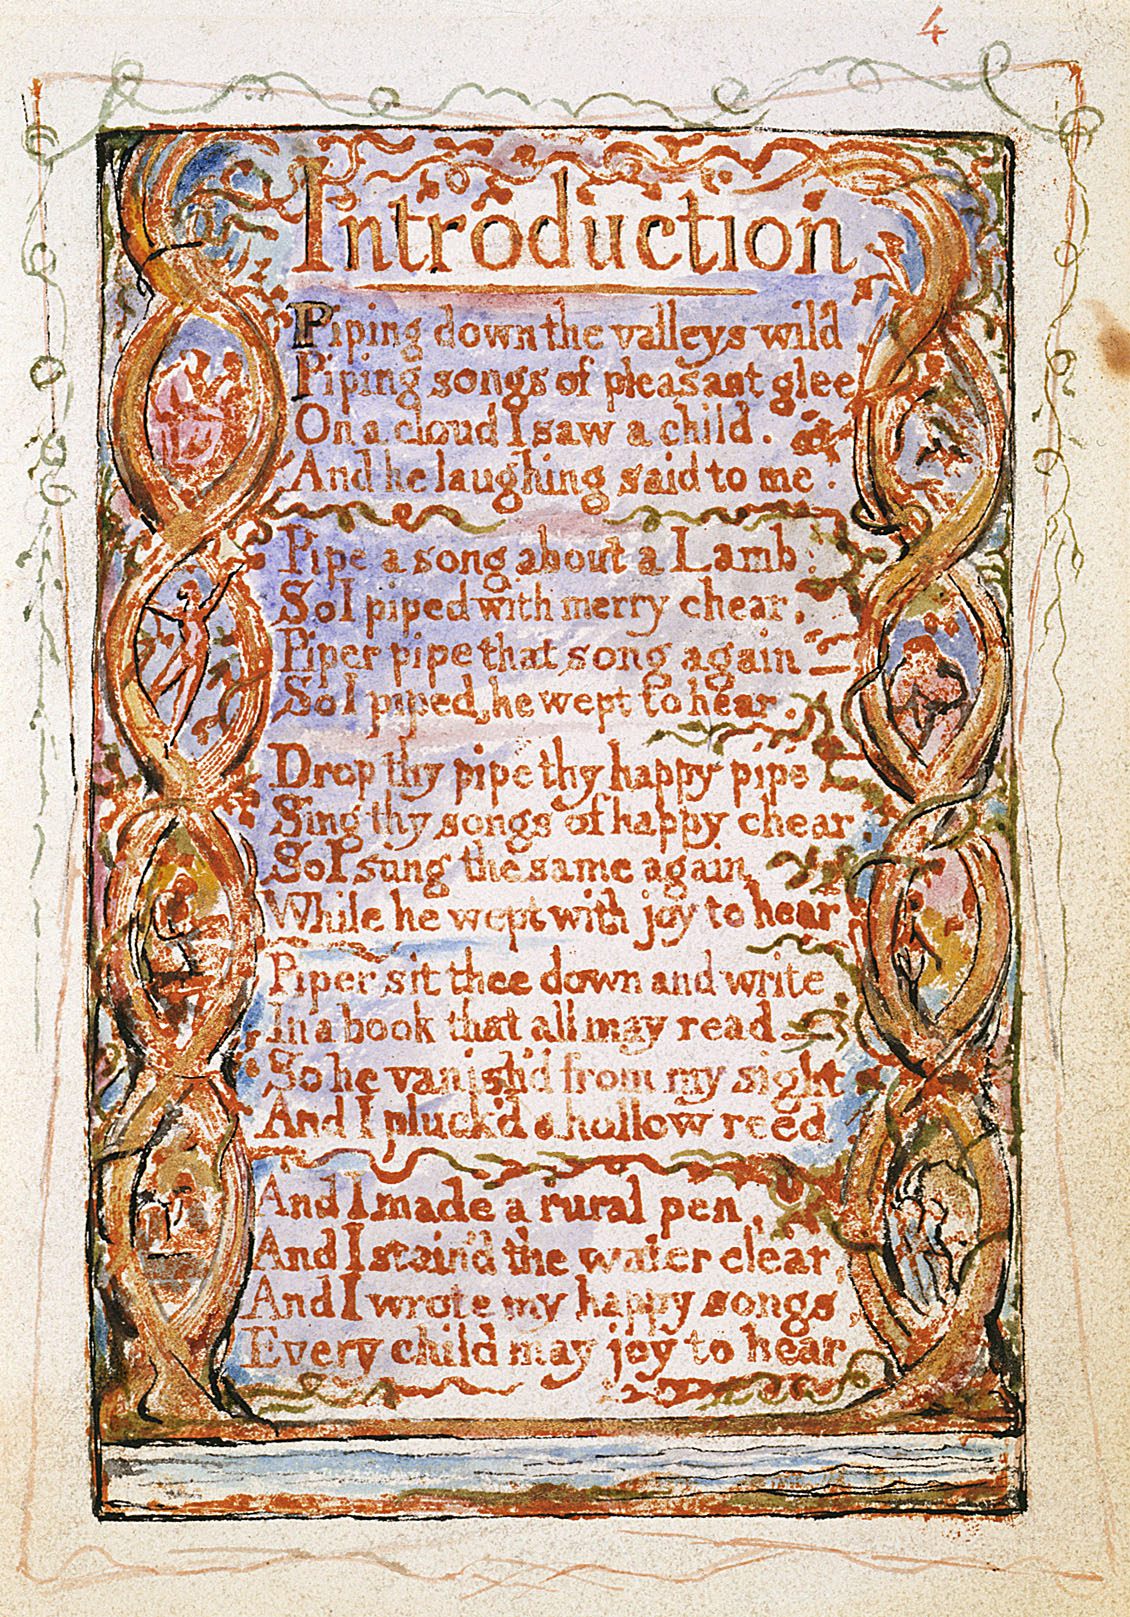 4
Introduction
Piping down the valleys wild
Piping songs of pleasant glee
On a cloud I saw a child.
And he laughing said to me.
Pipe a song about a Lamb:
So I piped with merry chear,
Piper pipe that song again
So I piped, he wept to hear.
Drop thy pipe thy happy pipe
Sing thy songs of happy chear
So I sung the same again
While he wept with joy to hear
Piper sit thee down and write
In a book that all may read
So he vanish'd from my sight
And I pluck'd a hollow reed
And I made a rural pen,
And I stain'd the water clear,
And I wrote my happy songs,
Every child may joy to hear